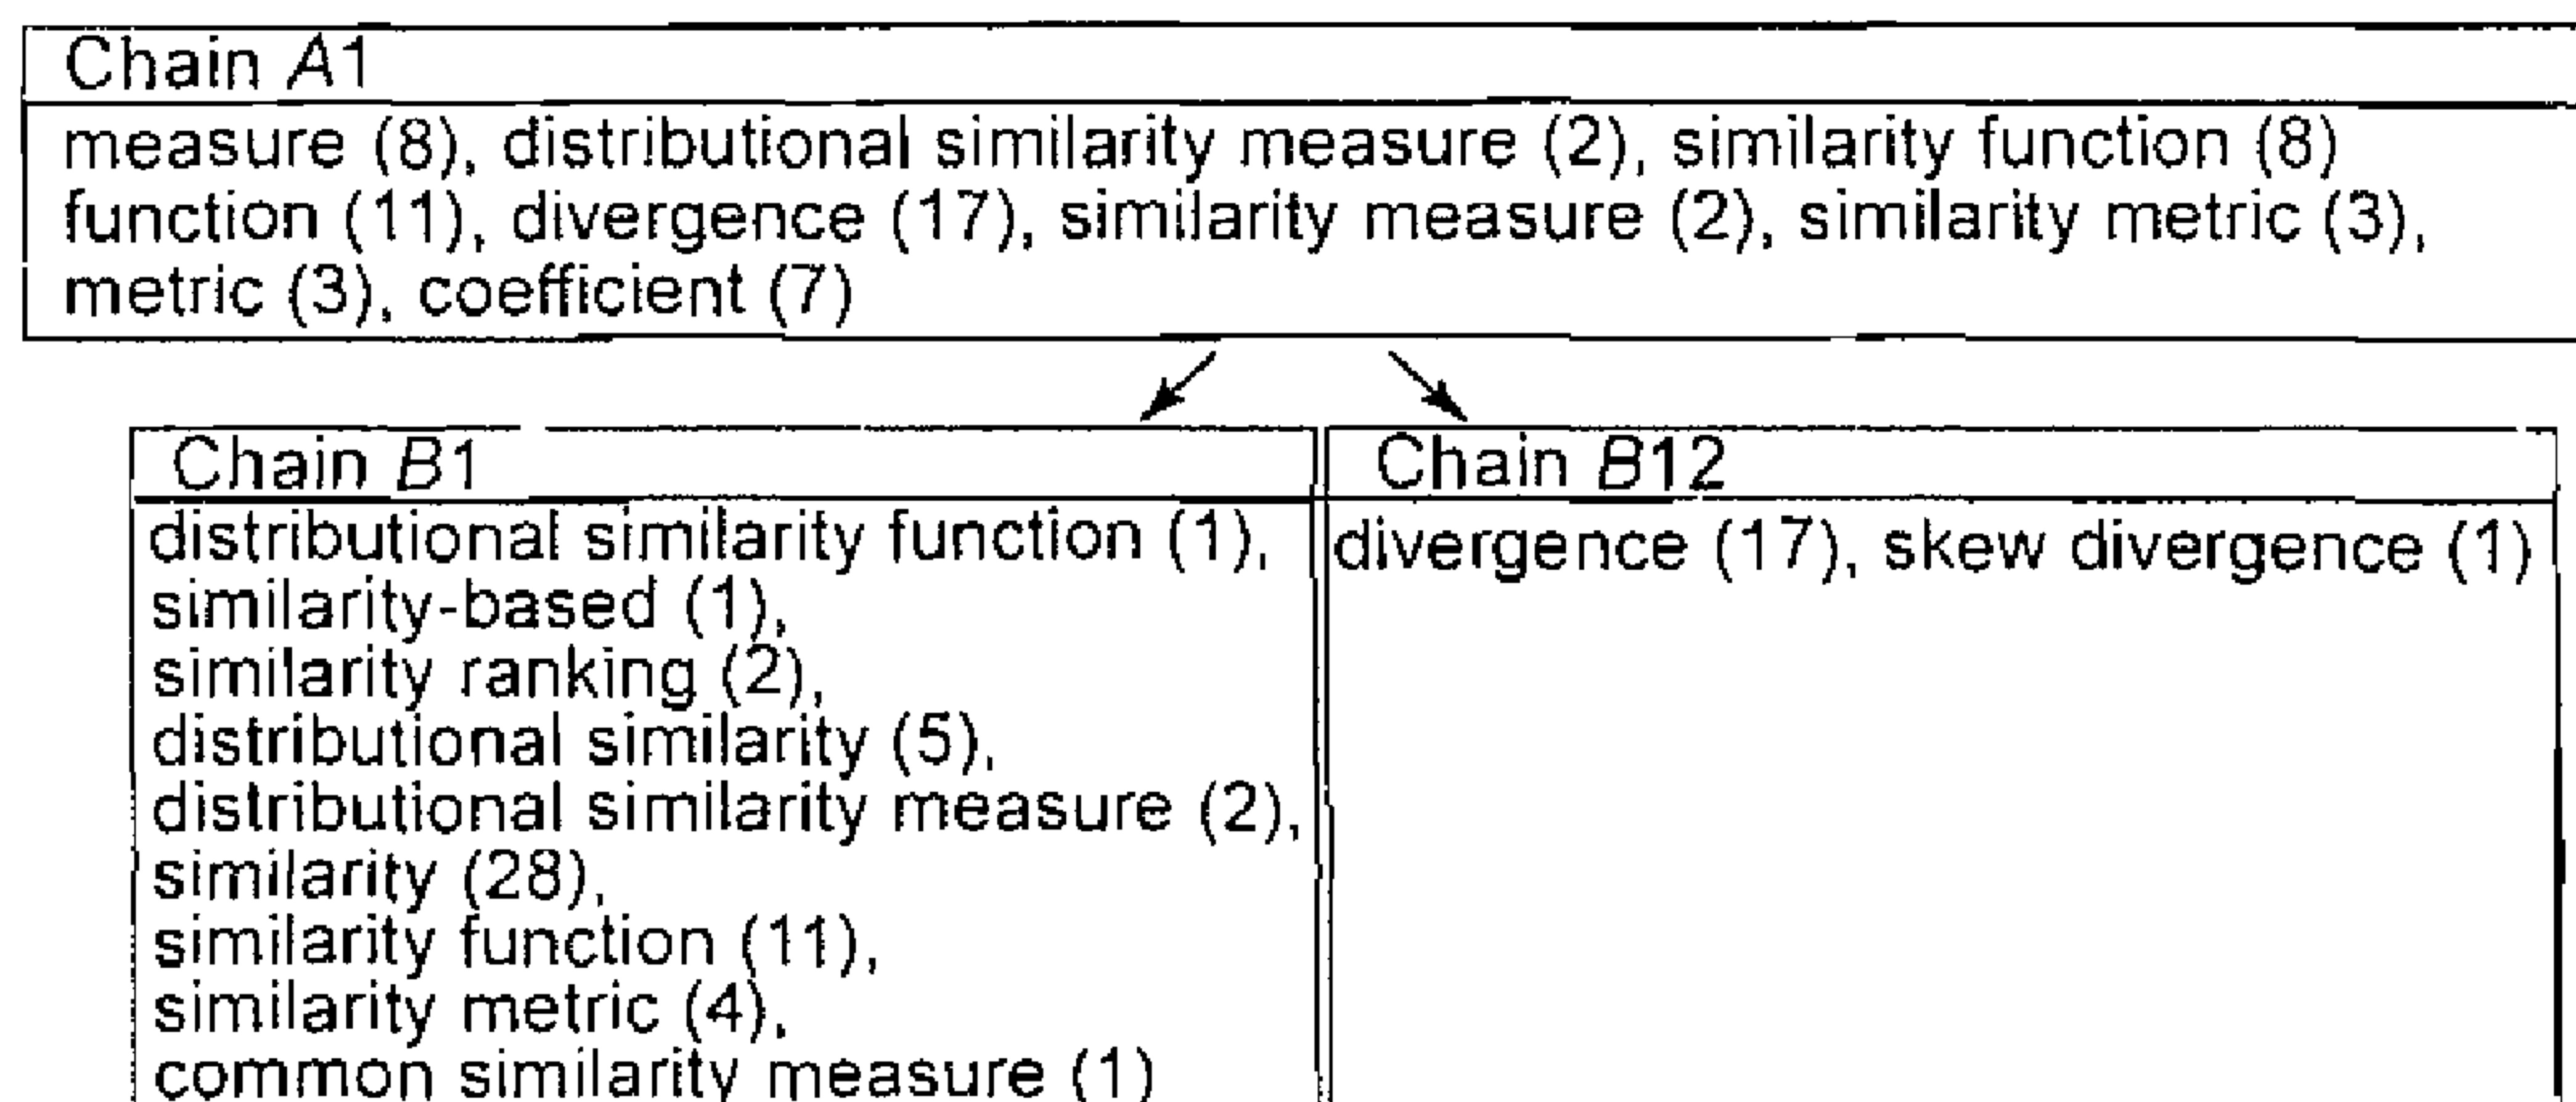 Chain A1
measure (8), distributional similarity measure (2), similarity function (8)
function (11), divergence (17), similarity measure (2), similarity metric (3),
metric (3), coefficient (7)
Chain B1
distributional similarity function (1),
similarity-based (1),
similarity ranking (2),
distributional similarity (5),
distributional similarity measure (2),
similarity (28),
similarity function (11),
similarity metric (4),
common similarity measure (1)
Chain B12
divergence (17), skew divergence (1)